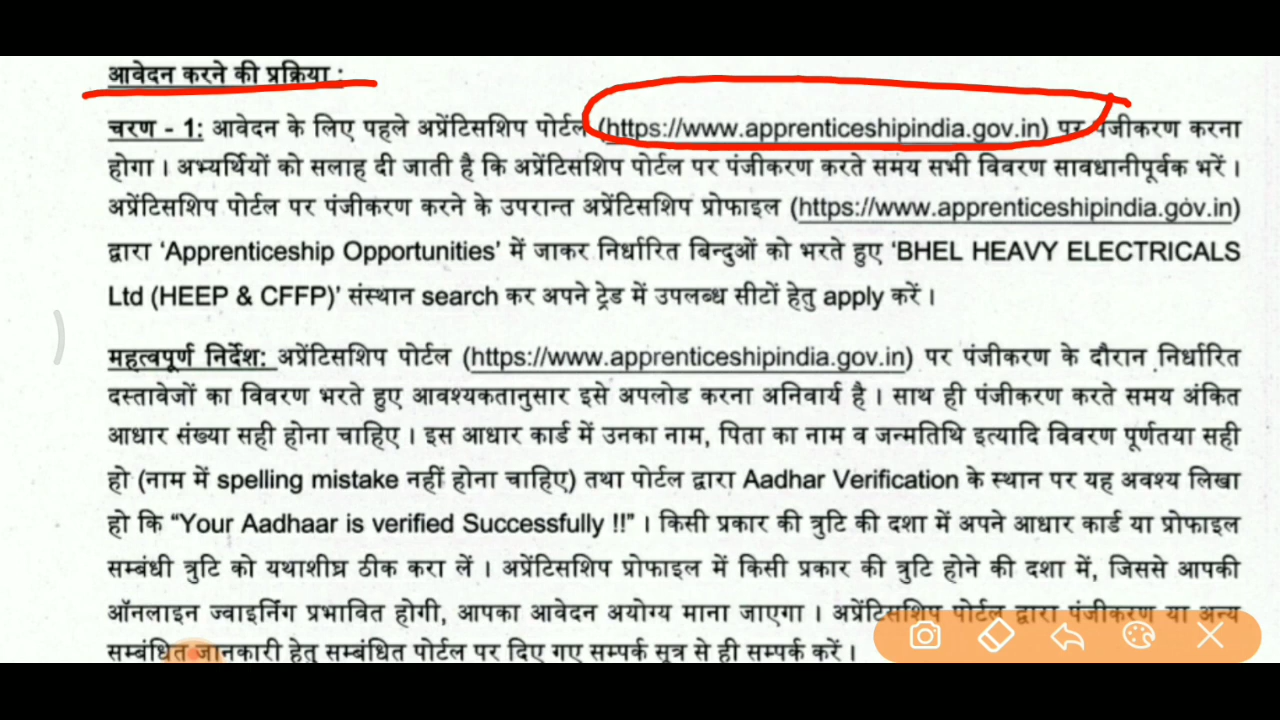 आवेदन करने की प्रक्रिया :
चरण - 1: आवेदन के लिए पहले अप्रेंटिसशिप पोर्टल (https://www.apprenticeshipindia.gov.in) पर पंजीकरण करना
होगा । अभ्यर्थियों को सलाह दी जाती है कि अप्रेंटिसशिप पोर्टल पर पंजीकरण करते समय सभी विवरण सावधानीपूर्वक भरें ।
अप्रेंटिसशिप पोर्टल पर पंजीकरण करने के उपरान्त अप्रेंटिसशिप प्रोफाइल (https://www.apprenticeshipindia.gov.in)
द्वारा ‘Apprenticeship Opportunities’ में जाकर निर्धारित बिन्दुओं को भरते हुए ‘BHEL HEAVY ELECTRICALS
Ltd (HEEP & CFFP)’ संस्थान search कर अपने ट्रेड में उपलब्ध सीटों हेतु apply करें ।
महत्वपूर्ण निर्देश: अप्रेंटिसशिप पोर्टल (https://www.apprenticeshipindia.gov.in) पर पंजीकरण के दौरान निर्धारित
दस्तावेजों का विवरण भरते हुए आवश्यकतानुसार इसे अपलोड करना अनिवार्य है । साथ ही पंजीकरण करते समय अंकित
आधार संख्या सही होना चाहिए । इस आधार कार्ड में उनका नाम, पिता का नाम व जन्मतिथि इत्यादि विवरण पूर्णतया सही
हो (नाम में spelling mistake नहीं होना चाहिए) तथा पोर्टल द्वारा Aadhar Verification के स्थान पर यह अवश्य लिखा
हो कि “Your Aadhaar is verified Successfully !!” । किसी प्रकार की त्रुटि की दशा में अपने आधार कार्ड या प्रोफाइल
सम्बंधी त्रुटि को यथाशीघ्र ठीक करा लें । अप्रेंटिसशिप प्रोफाइल में किसी प्रकार की त्रुटि होने की दशा में, जिससे आपकी
ऑनलाइन ज्वाइनिंग प्रभावित होगी, आपका आवेदन अयोग्य माना जाएगा । अप्रेंटिसशिप पोर्टल द्वारा पंजीकरण या अन्य
सम्बंधित जानकारी हेतु सम्बंधित पोर्टल पर दिए गए सम्पर्क सूत्र से ही सम्पर्क करें ।